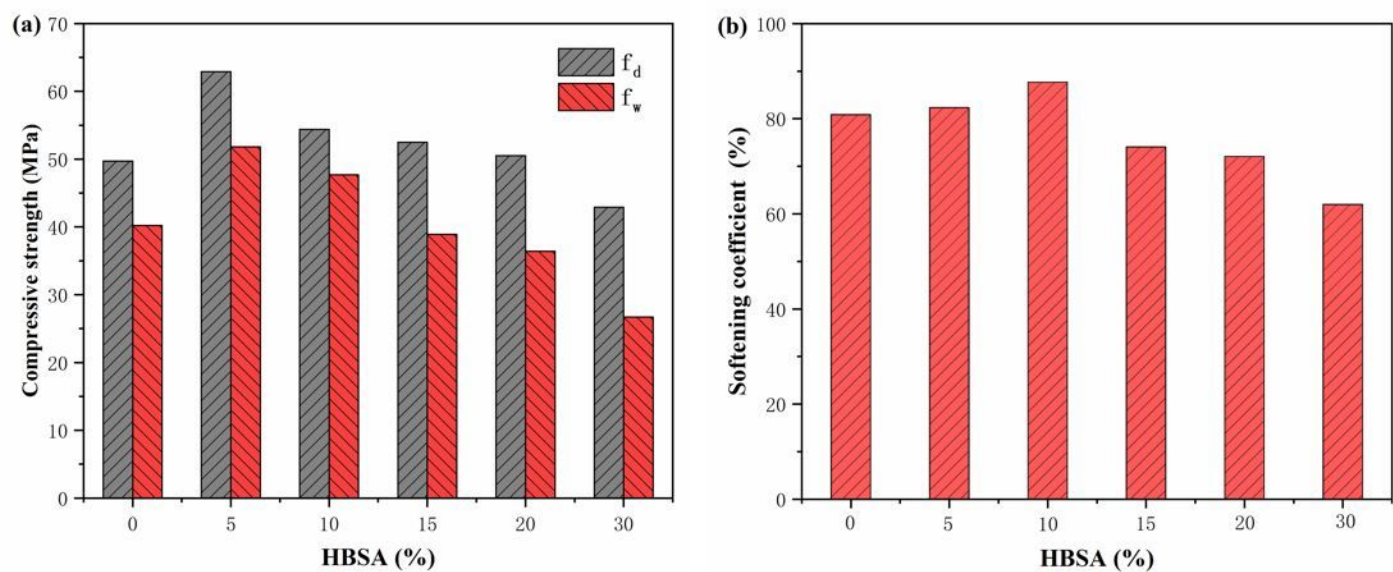 (a)
70
60
50
40
30
20
10
0
Compressive strength (MPa)
f_d
f_w
0 5 10 15 20 30
HBSA (%)
(b)
100
80
60
40
20
0
Softening coefficient (%)
0 5 10 15 20 30
HBSA (%)